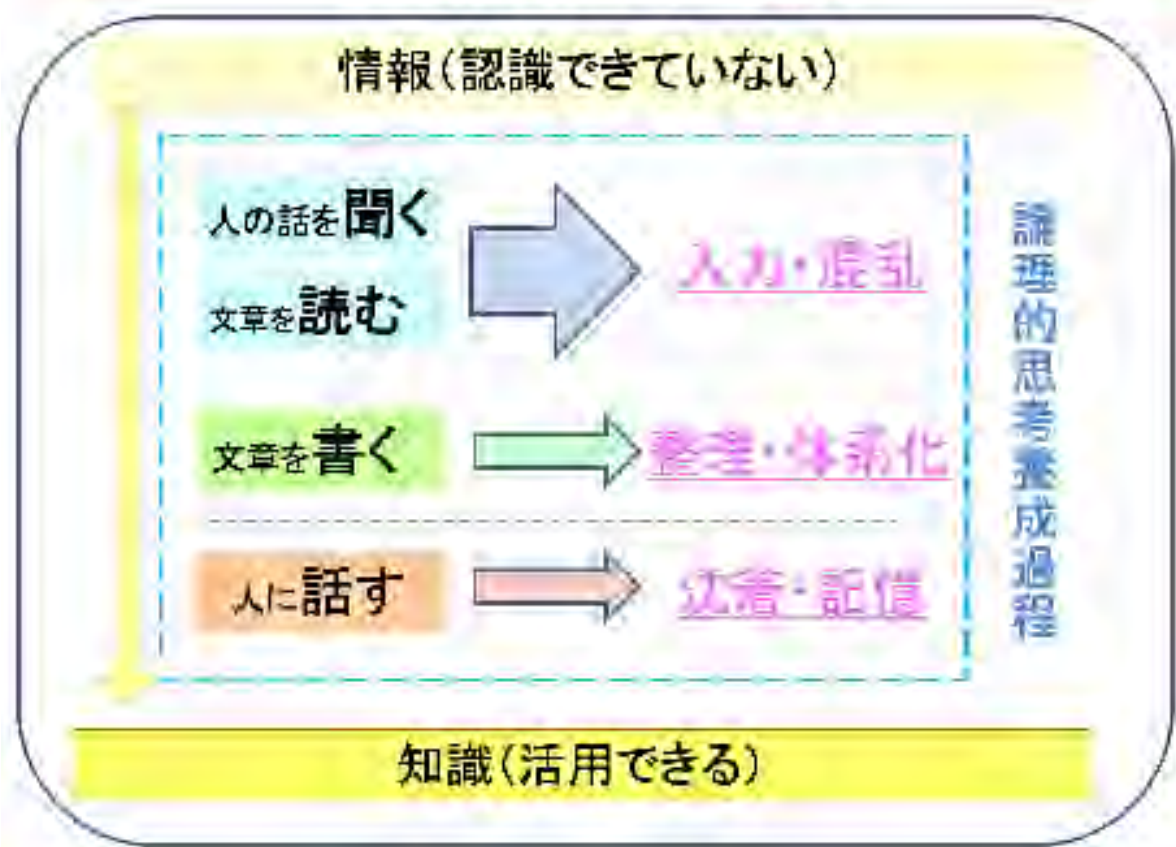 情報(認識できていない)
人の話を聞く
文章を読む
入力・混乱
文章を書く
整理・体系化
人に話す
沈着・記憶
論理的思考養成過程
知識(活用できる)